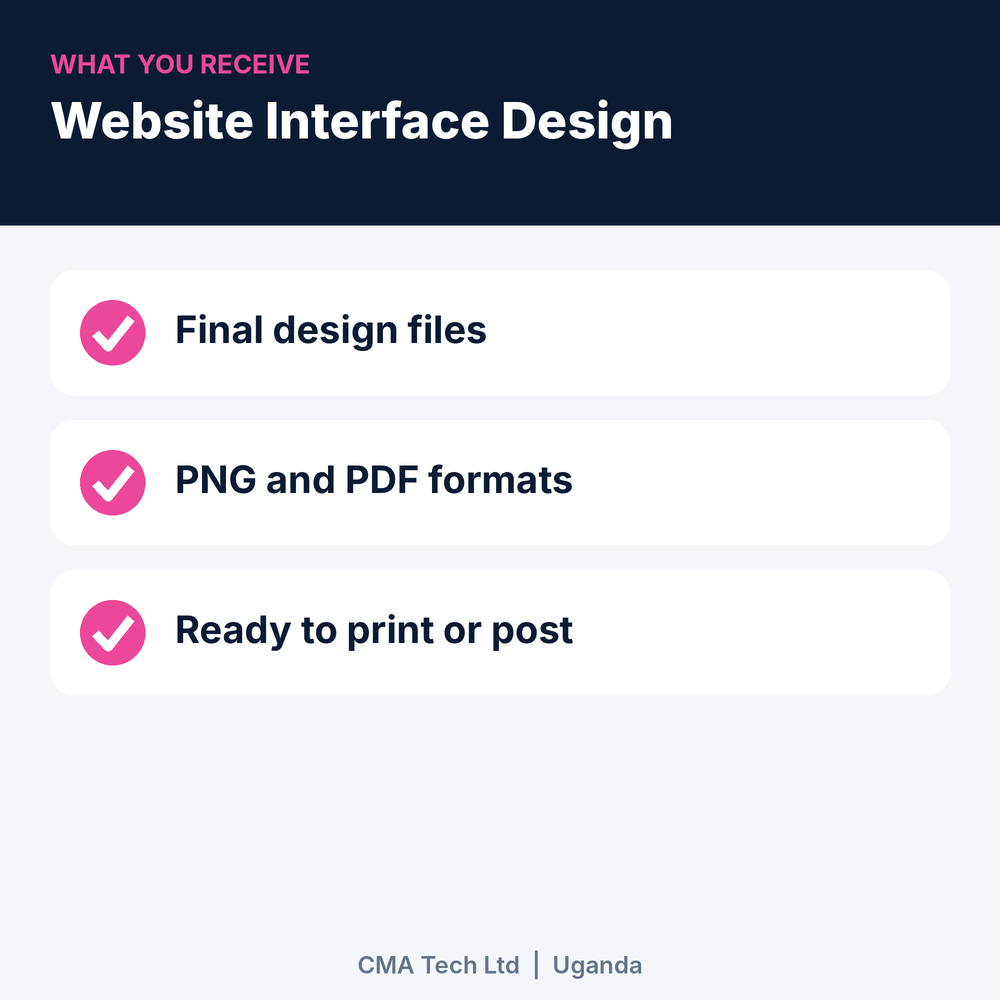 WHAT YOU RECEIVE
Website Interface Design
Final design files
PNG and PDF formats
Ready to print or post
CMA Tech Ltd | Uganda